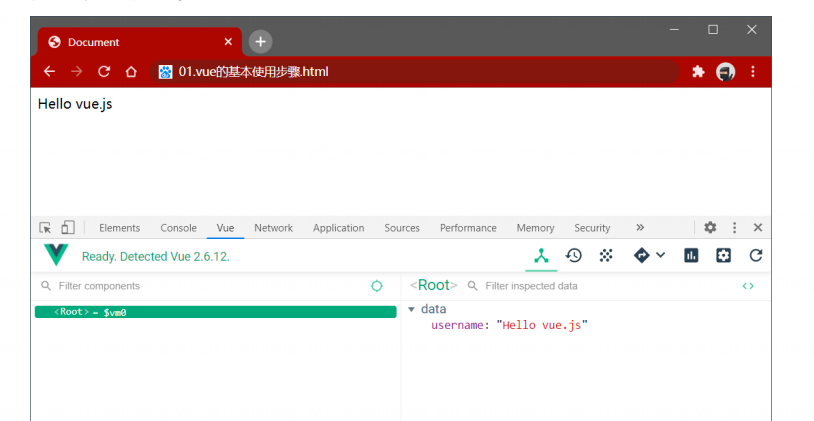 Document
01.vue的基本使用步骤.html
Hello vue.js
Elements Console Vue Network Application Sources Performance Memory Security »
Ready. Detected Vue 2.6.12.
Filter components
<Root> Filter inspected data
<Root> = $vm0
data
username: "Hello vue.js"